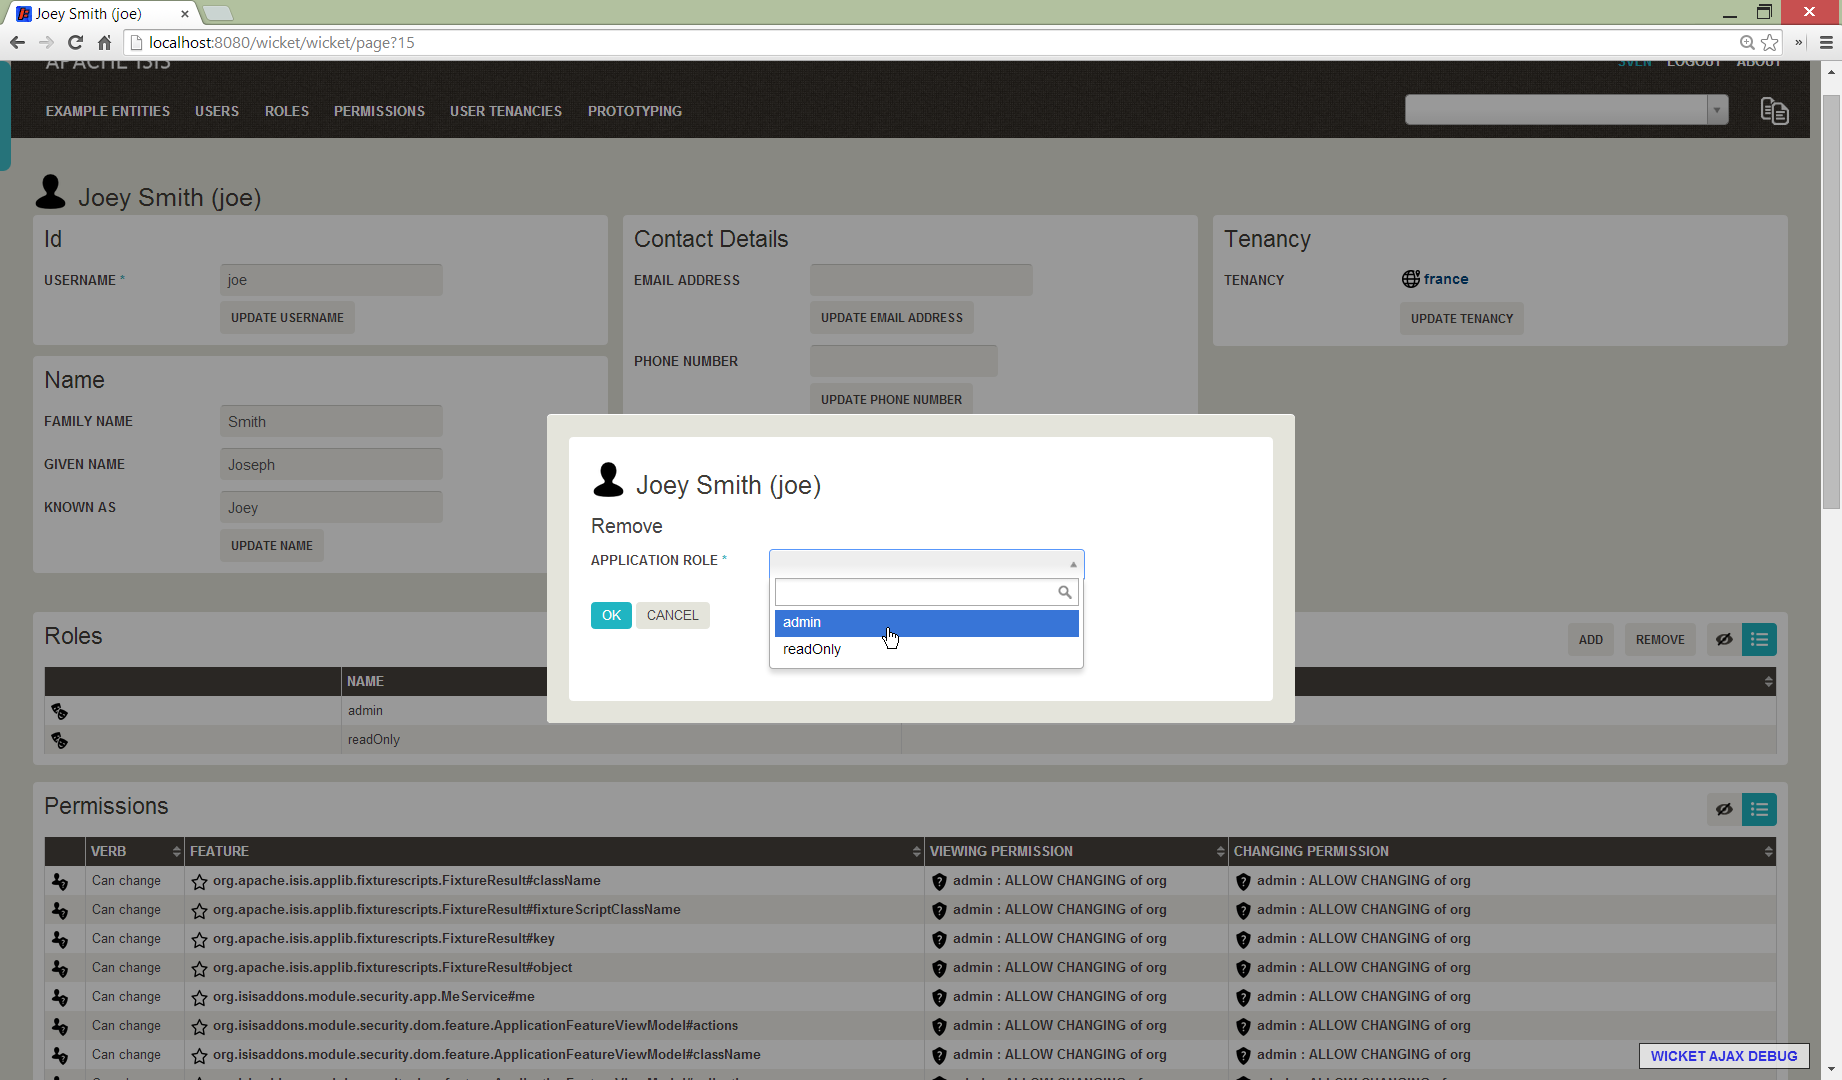 Joey Smith (joe)
localhost:8080/wicket/wicket/page?15
APACHE ISIS
SVEN LOGOUT ABOUT
EXAMPLE ENTITIES USERS ROLES PERMISSIONS USER TENANCIES PROTOTYPING
Joey Smith (joe)
Id
USERNAME * joe
UPDATE USERNAME
Name
FAMILY NAME Smith
GIVEN NAME Joseph
KNOWN AS Joey
UPDATE NAME
Contact Details
EMAIL ADDRESS
UPDATE EMAIL ADDRESS
PHONE NUMBER
UPDATE PHONE NUMBER
Tenancy
TENANCY france
UPDATE TENANCY
Joey Smith (joe)
Remove
APPLICATION ROLE *
admin
readOnly
OK CANCEL
Roles
ADD REMOVE
NAME
admin
readOnly
Permissions
VERB FEATURE VIEWING PERMISSION CHANGING PERMISSION
Can change org.apache.isis.applib.fixturescripts.FixtureResult#className admin : ALLOW CHANGING of org admin : ALLOW CHANGING of org
Can change org.apache.isis.applib.fixturescripts.FixtureResult#fixtureScriptClassName admin : ALLOW CHANGING of org admin : ALLOW CHANGING of org
Can change org.apache.isis.applib.fixturescripts.FixtureResult#key admin : ALLOW CHANGING of org admin : ALLOW CHANGING of org
Can change org.apache.isis.applib.fixturescripts.FixtureResult#object admin : ALLOW CHANGING of org admin : ALLOW CHANGING of org
Can change org.isisaddons.module.security.app.MeService#me admin : ALLOW CHANGING of org admin : ALLOW CHANGING of org
Can change org.isisaddons.module.security.dom.feature.ApplicationFeatureViewModel#actions admin : ALLOW CHANGING of org admin : ALLOW CHANGING of org
Can change org.isisaddons.module.security.dom.feature.ApplicationFeatureViewModel#className admin : ALLOW CHANGING of org admin : ALLOW CHANGING of org
WICKET AJAX DEBUG